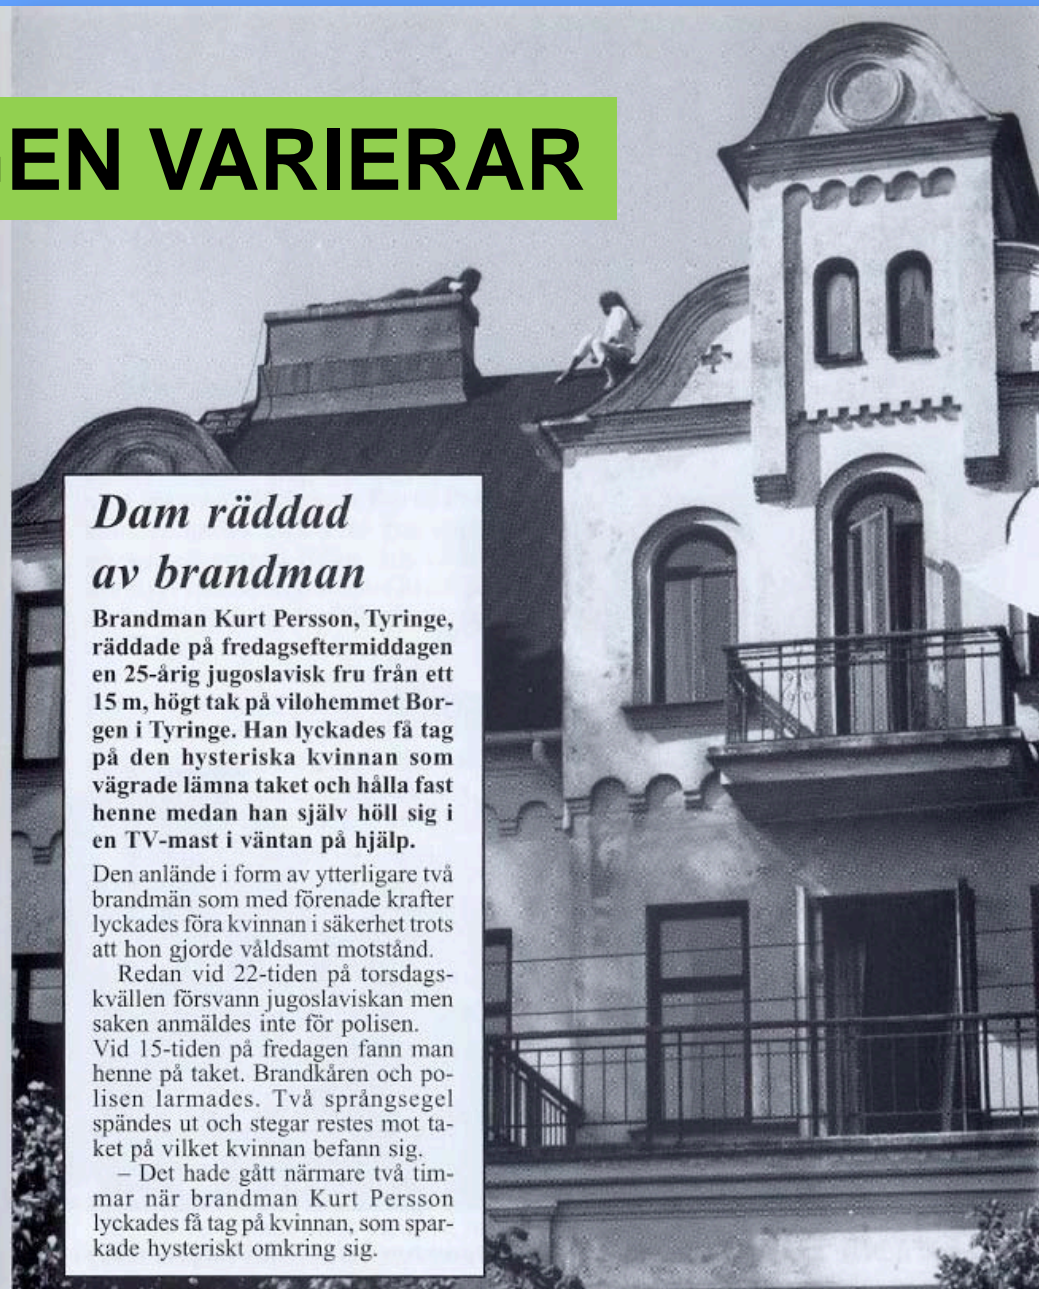 GEN VARIERAR
Dam räddad
av brandman
Brandman Kurt Persson, Tyringe,
räddade på fredagseftermiddagen
en 25-årig jugoslavisk fru från ett
15 m, högt tak på vilohemmet Bor-
gen i Tyringe. Han lyckades få tag
på den hysteriska kvinnan som
vägrade lämna taket och hålla fast
henne medan han själv höll sig i
en TV-mast i väntan på hjälp.
Den anlände i form av ytterligare två
brandmän som med förenade krafter
lyckades föra kvinnan i säkerhet trots
att hon gjorde våldsamt motstånd.
Redan vid 22-tiden på torsdags-
kvällen försvann jugoslaviskan men
saken anmäldes inte för polisen.
Vid 15-tiden på fredagen fann man
henne på taket. Brandkåren och po-
lisen larmades. Två språngsegel
spändes ut och stegar restes mot ta-
ket på vilket kvinnan befann sig.
– Det hade gått närmare två tim-
mar när brandman Kurt Persson
lyckades få tag på kvinnan, som spar-
kade hysteriskt omkring sig.